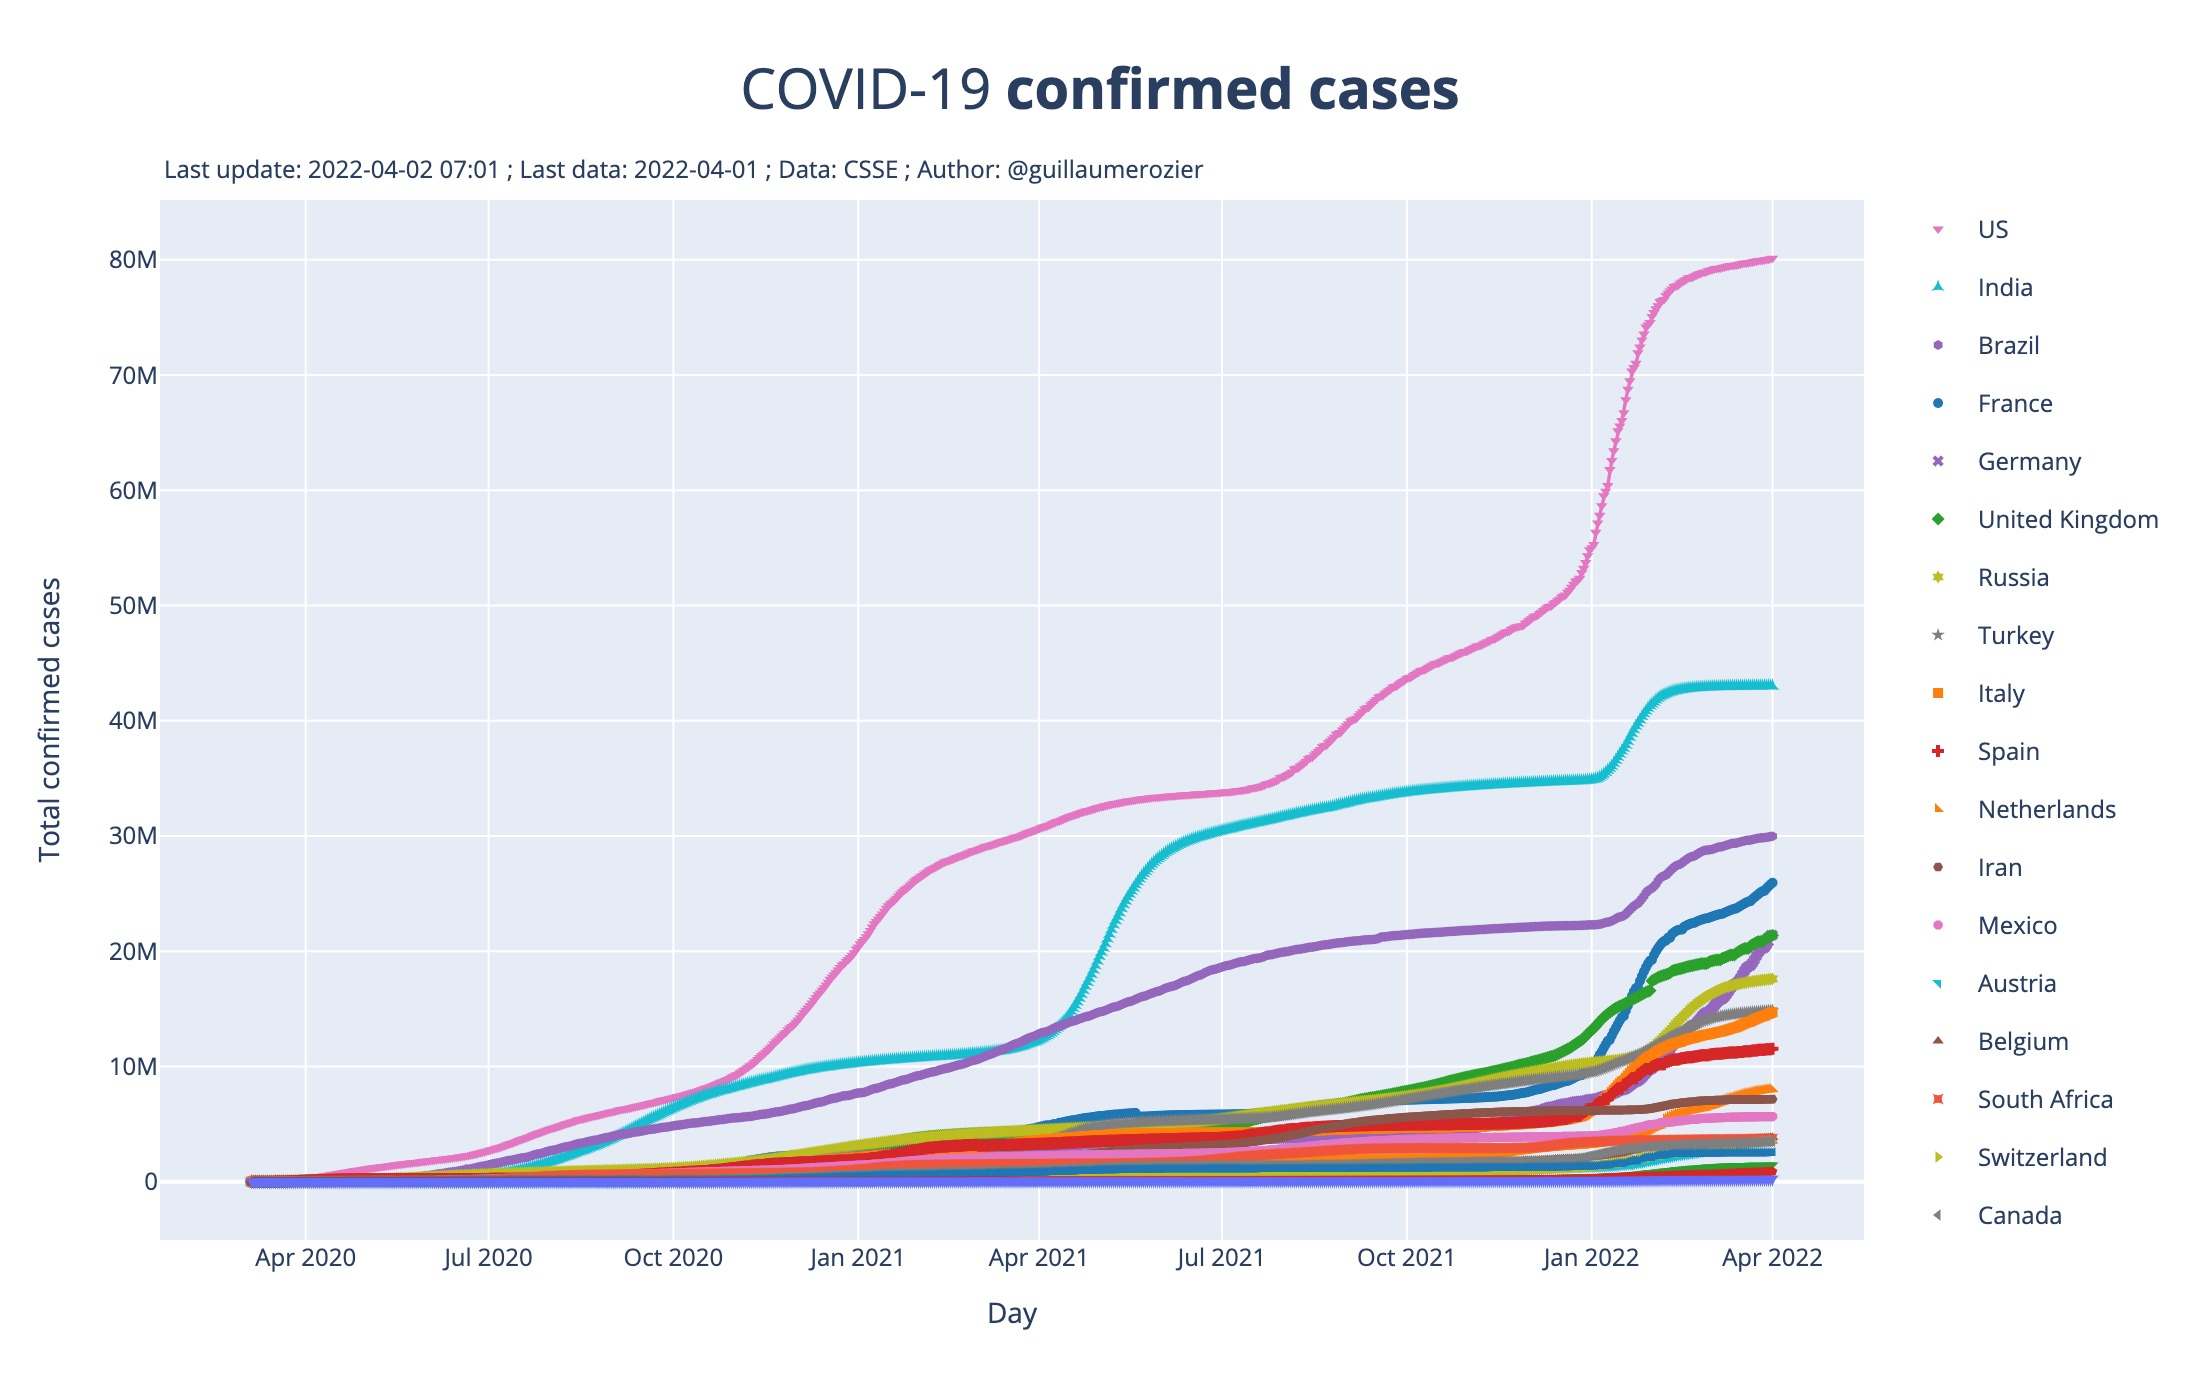 COVID-19 confirmed cases
Last update: 2022-04-02 07:01 ; Last data: 2022-04-01 ; Data: CSSE ; Author: @guillaumerozier
Total confirmed cases
80M
70M
60M
50M
40M
30M
20M
10M
0
Apr 2020
Jul 2020
Oct 2020
Jan 2021
Apr 2021
Jul 2021
Oct 2021
Jan 2022
Apr 2022
Day
US
India
Brazil
France
Germany
United Kingdom
Russia
Turkey
Italy
Spain
Netherlands
Iran
Mexico
Austria
Belgium
South Africa
Switzerland
Canada